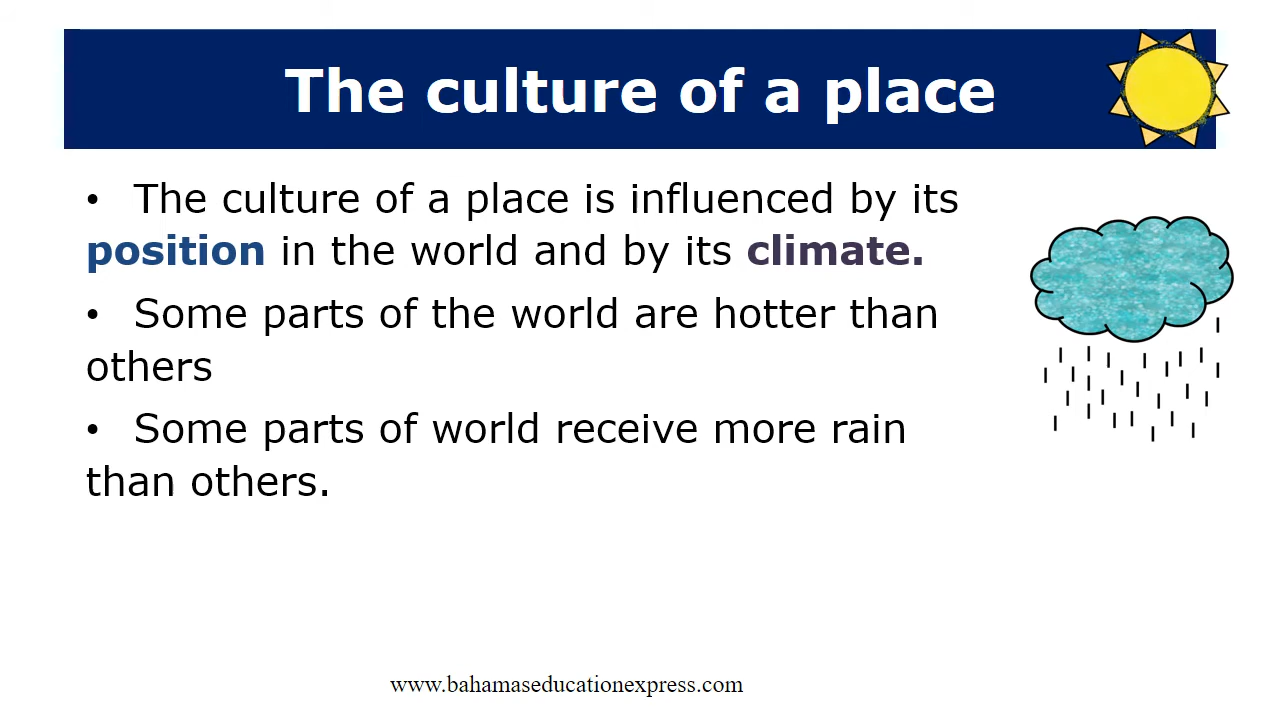 The culture of a place
• The culture of a place is influenced by its
position in the world and by its climate.
• Some parts of the world are hotter than
others
• Some parts of world receive more rain
than others.
www.bahamaseducationexpress.com